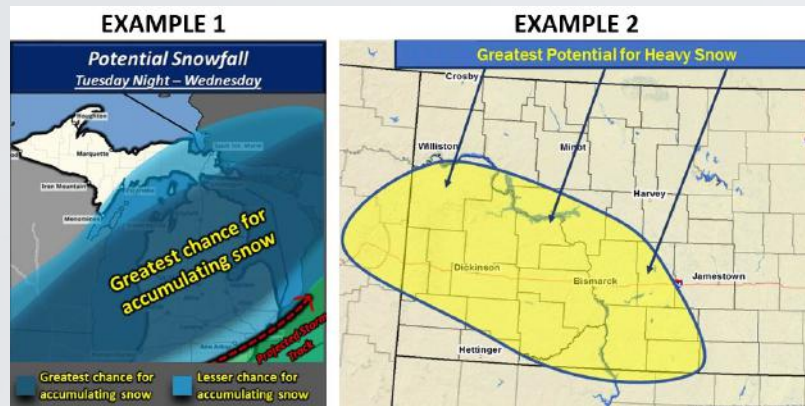 EXAMPLE 1
Potential Snowfall
Tuesday Night – Wednesday
Houghton
Marquette
Iron Mountain
Menominee
Greatest chance for
accumulating snow
Projected Storm
Track
Greatest chance for
accumulating snow
Lesser chance for
accumulating snow
EXAMPLE 2
Greatest Potential for Heavy Snow
Crosby
Williston
Minot
Harvey
Dickinson
Bismarck
Jamestown
Hettinger